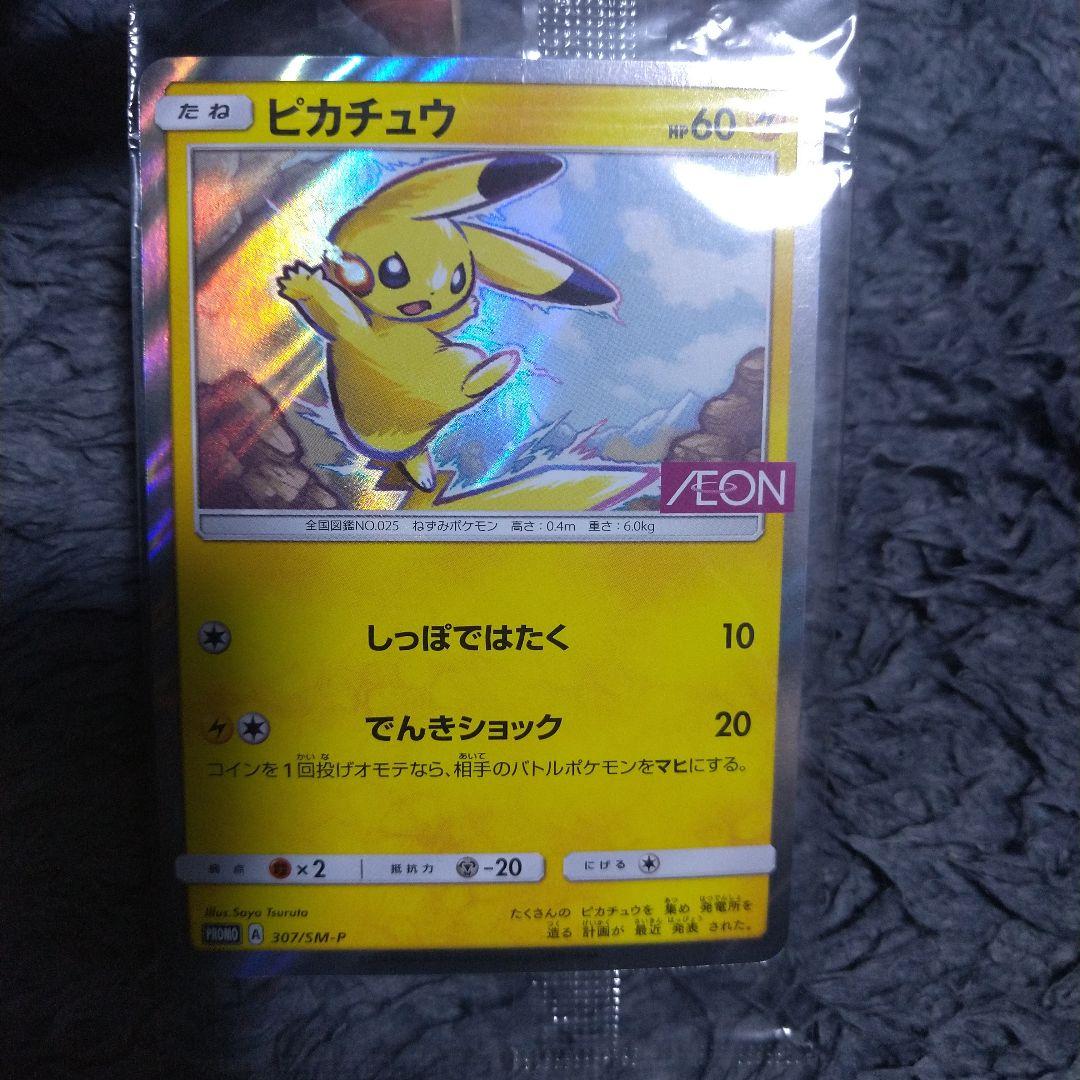 たね ピカチュウ HP60
ÆON
全国図鑑NO.025 ねずみポケモン 高さ:0.4m 重さ:6.0kg
しっぽではたく 10
でんきショック 20
コインを1回投げオモテなら、相手のバトルポケモンをマヒにする。
弱点 ×2 抵抗力 -20 にげる
Illus.Saya Tsuruta
たくさんの ピカチュウを 集め 発電所を
造る 計画が 最近 発表 された。
PROMO A 307/SM-P